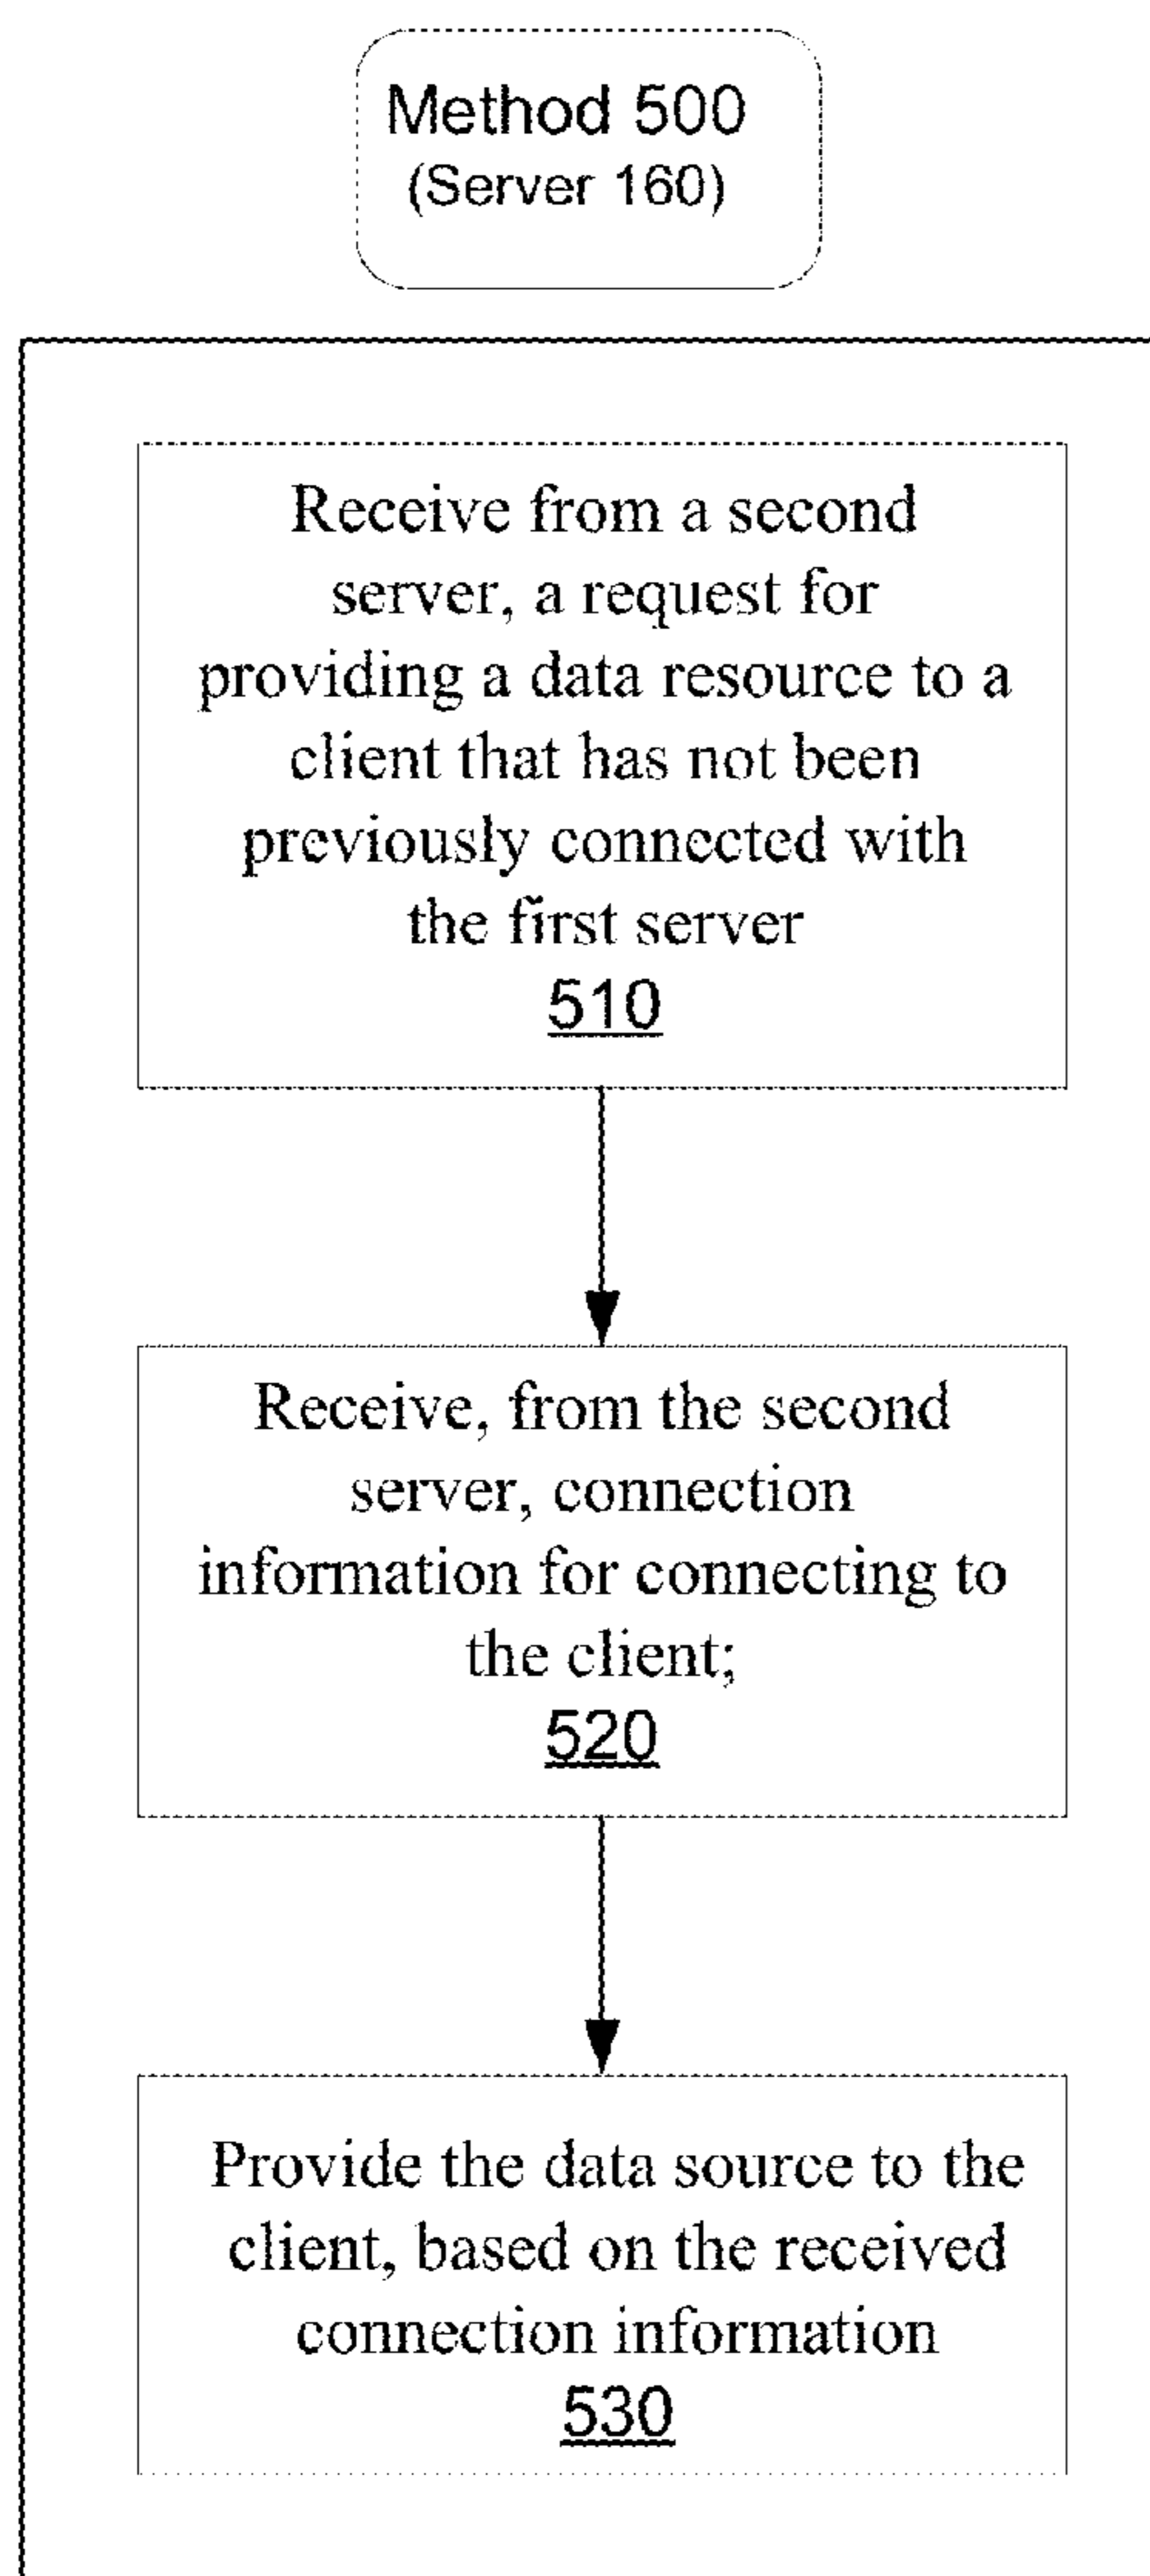 Method 500
(Server 160)
Receive from a second
server, a request for
providing a data resource to a
client that has not been
previously connected with
the first server
510
Receive, from the second
server, connection
information for connecting to
the client;
520
Provide the data source to the
client, based on the received
connection information
530